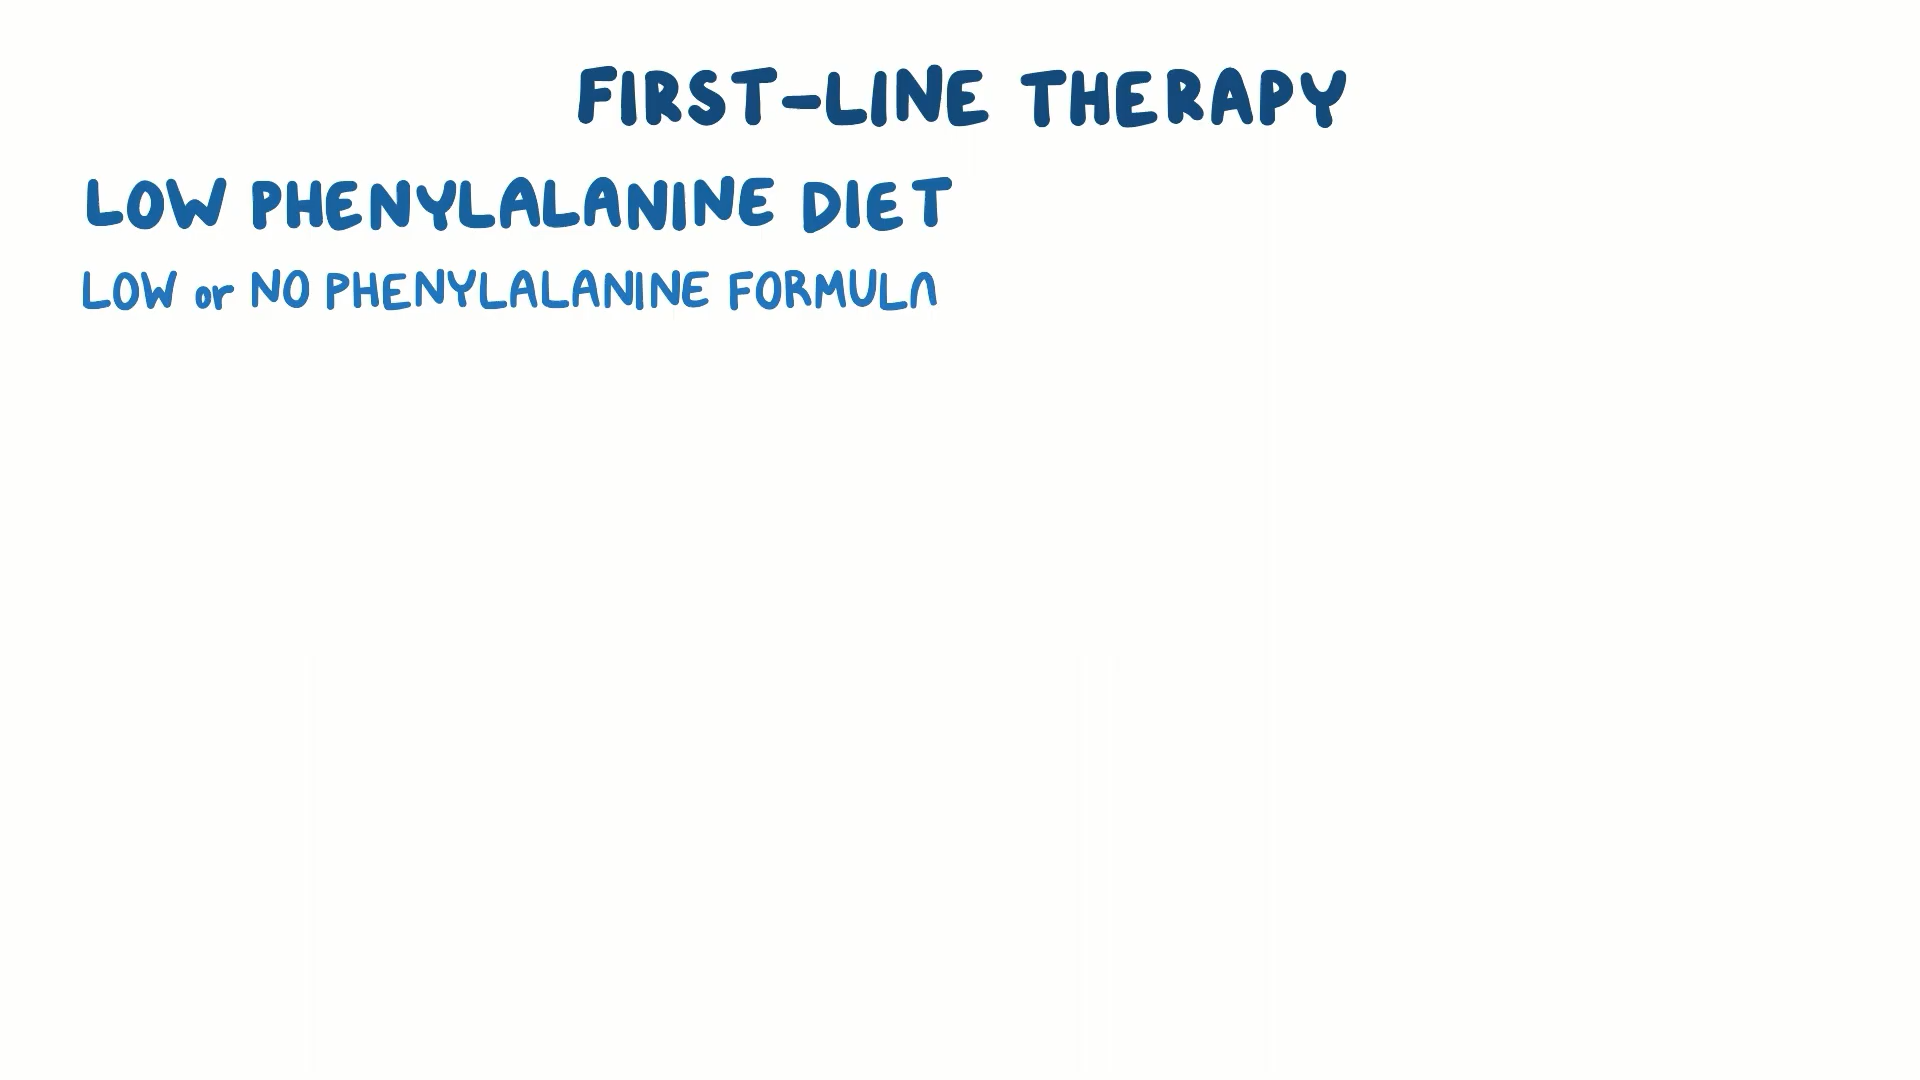 FIRST-LINE THERAPY
LOW PHENYLALANINE DIET
LOW or NO PHENYLALANINE FORMULA